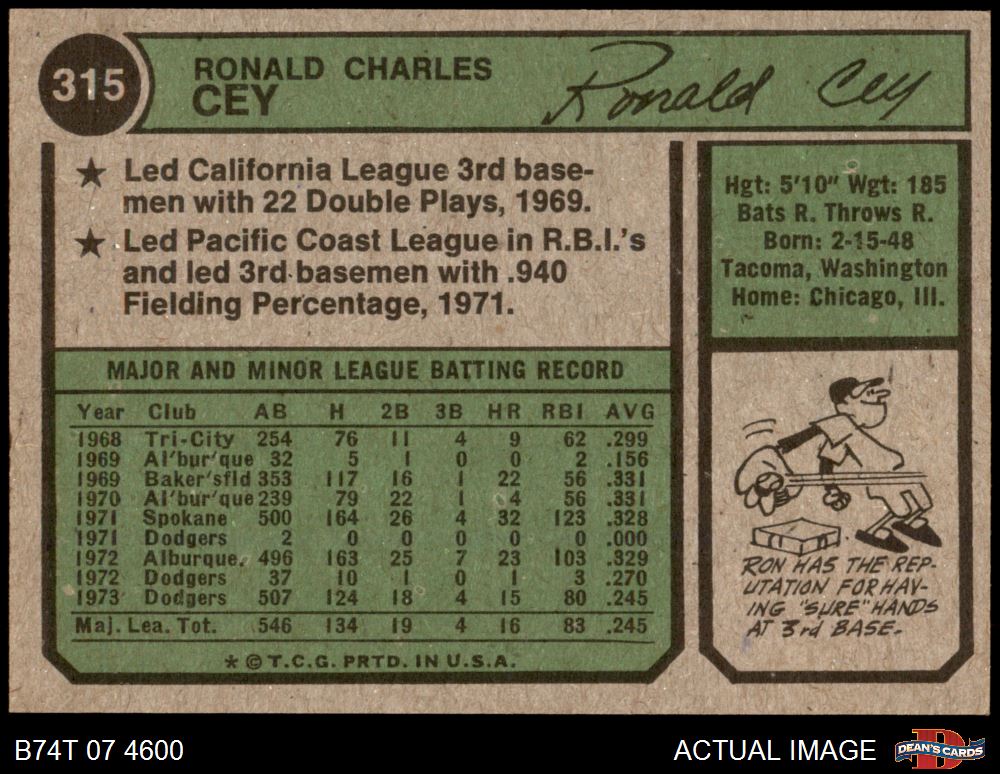 315
RONALD CHARLES
CEY
Ronald Cey
★ Led California League 3rd base-
men with 22 Double Plays, 1969.
★ Led Pacific Coast League in R.B.I.'s
and led 3rd basemen with .940
Fielding Percentage, 1971.
Hgt: 5'10" Wgt: 185
Bats R. Throws R.
Born: 2-15-48
Tacoma, Washington
Home: Chicago, Ill.
MAJOR AND MINOR LEAGUE BATTING RECORD
Year Club AB H 2B 3B HR RBI AVG
1968 Tri-City 254 76 11 4 9 62 .299
1969 Al'bur'que 32 5 1 0 0 2 .156
1969 Baker'sfld 353 117 16 1 22 56 .331
1970 Al'bur'que 239 79 22 1 4 56 .331
1971 Spokane 500 164 26 4 32 123 .328
1971 Dodgers 2 0 0 0 0 0 .000
1972 Alburque. 496 163 25 7 23 103 .329
1972 Dodgers 37 10 1 0 1 3 .270
1973 Dodgers 507 124 18 4 15 80 .245
Maj. Lea. Tot. 546 134 19 4 16 83 .245
* © T.C.G. PRTD. IN U.S.A.
RON HAS THE REP-
UTATION FOR HAV-
ING "SURE" HANDS
AT 3rd BASE.
B74T 07 4600
ACTUAL IMAGE
DEAN'S CARDS